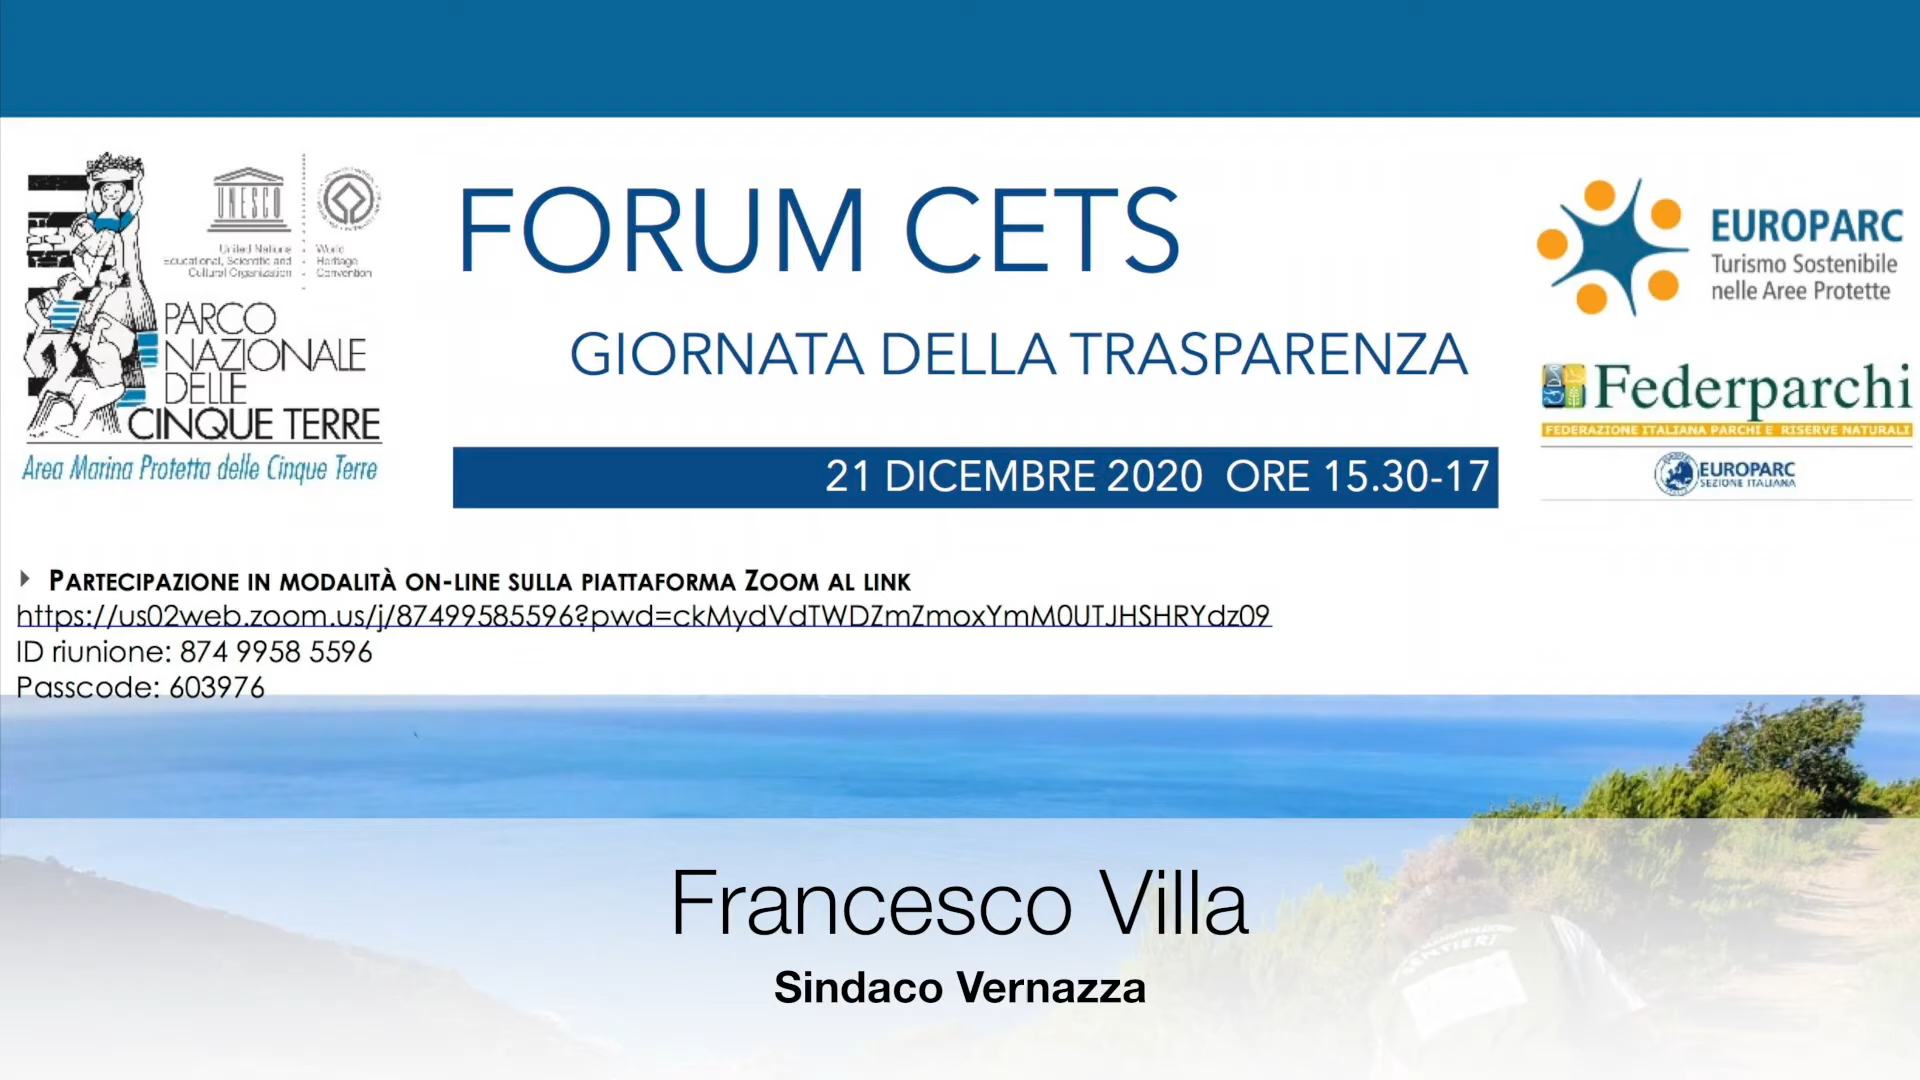 UNESCO
United Nations
Educational, Scientific and
Cultural Organization
World
Heritage
Convention
PARCO
NAZIONALE
DELLE
CINQUE TERRE
Area Marina Protetta delle Cinque Terre
FORUM CETS
GIORNATA DELLA TRASPARENZA
21 DICEMBRE 2020 ORE 15.30-17
EUROPARC
Turismo Sostenibile
nelle Aree Protette
Federparchi
FEDERAZIONE ITALIANA PARCHI E RISERVE NATURALI
EUROPARC
SEZIONE ITALIANA
PARTECIPAZIONE IN MODALITÀ ON-LINE SULLA PIATTAFORMA ZOOM AL LINK
https://us02web.zoom.us/j/87499585596?pwd=ckMydVdTWDZmZmoxYmM0UTJHSHRYdz09
ID riunione: 874 9958 5596
Passcode: 603976
Francesco Villa
Sindaco Vernazza
SENTIERI